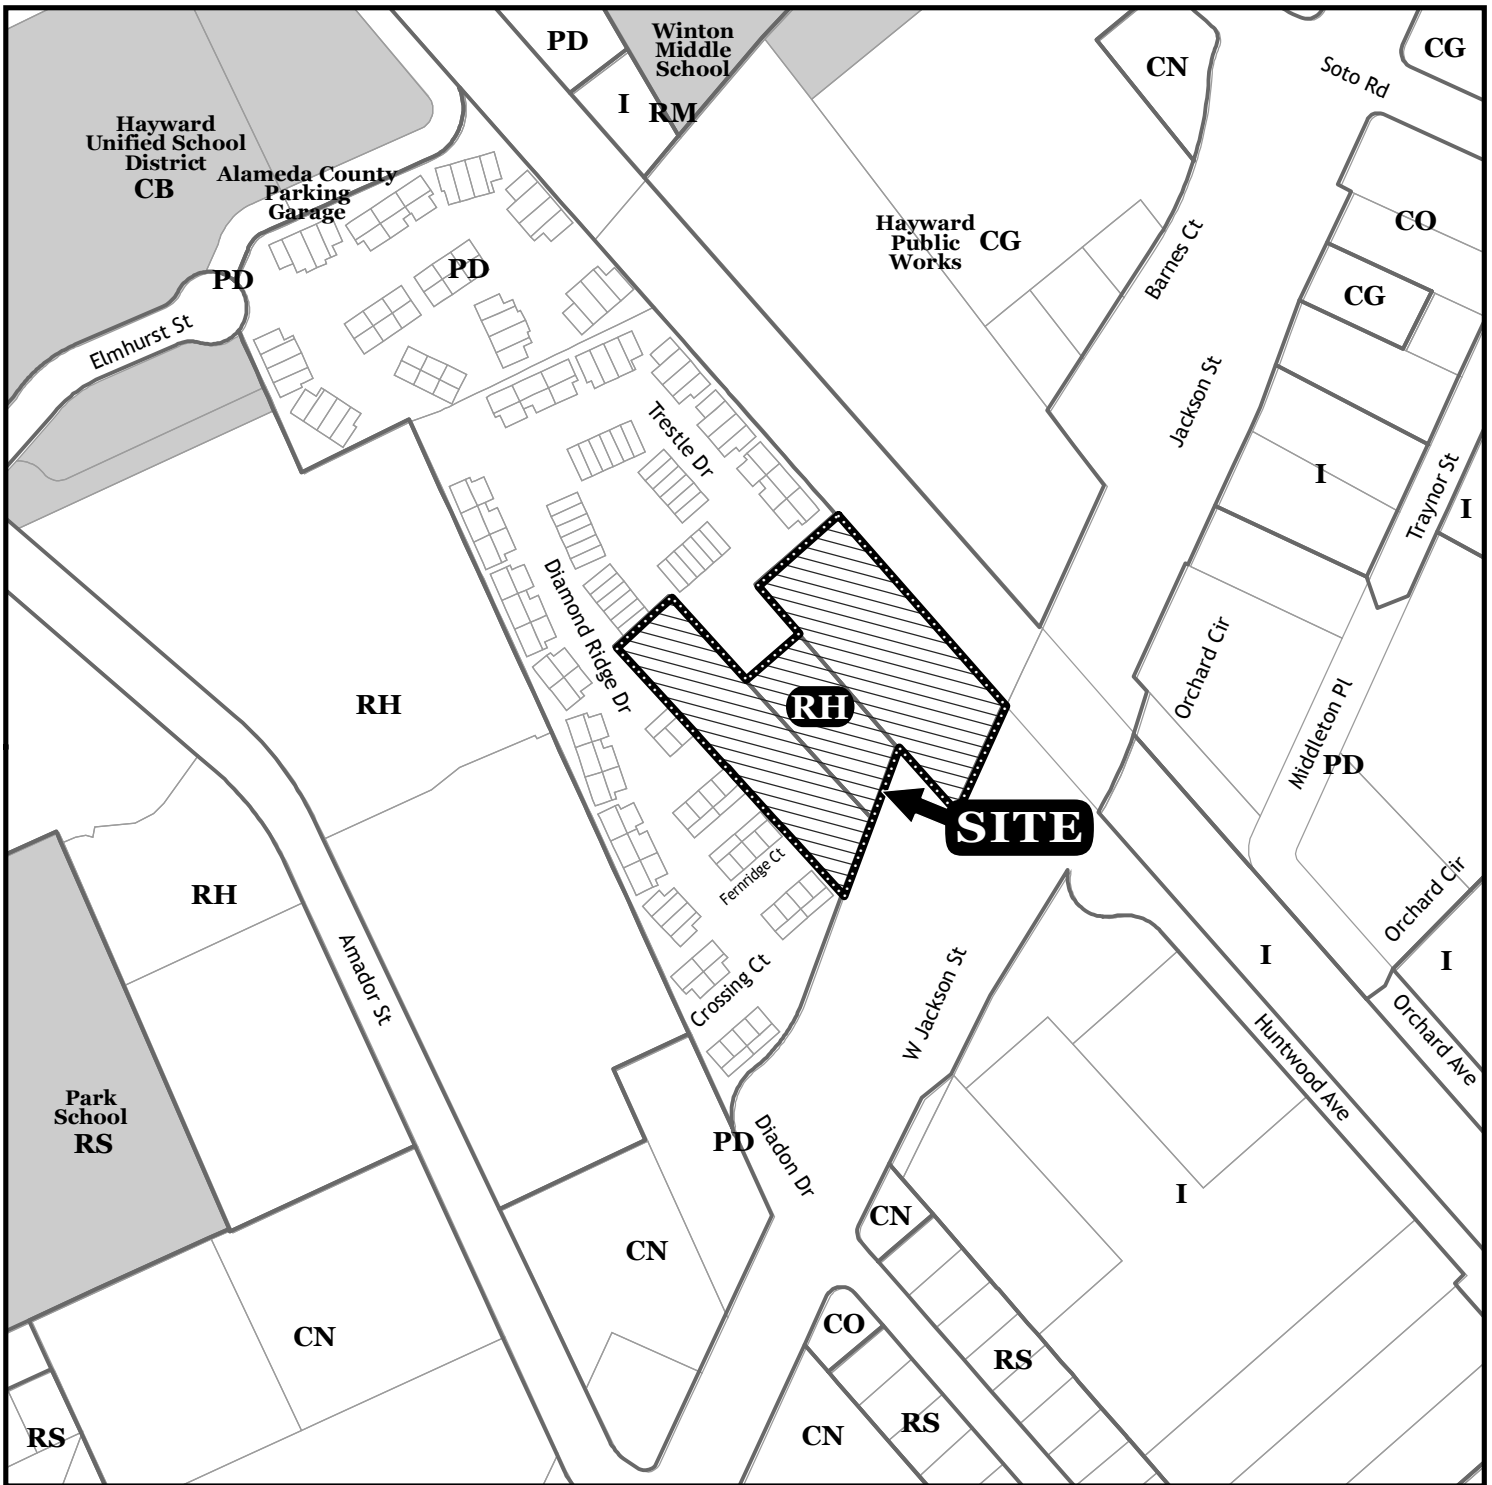 PD
Winton
Middle
School
RM
I
CN
CG
Soto Rd
Hayward
Unified School
District
CB
Alameda County
Parking
Garage
PD
PD
Elmhurst St
Hayward
Public
Works
CG
Barnes Ct
CO
CG
Jackson St
Trestle Dr
I
Traynor St
I
Diamond Ridge Dr
RH
RH
SITE
Orchard Cir
Middleton Pl
PD
RH
Fernridge Ct
Orchard Cir
Amador St
Crossing Ct
W Jackson St
I
I
Huntwood Ave
Orchard Ave
Park
School
RS
PD
Diadon Dr
I
CN
CN
CN
CO
RS
RS
CN
RS